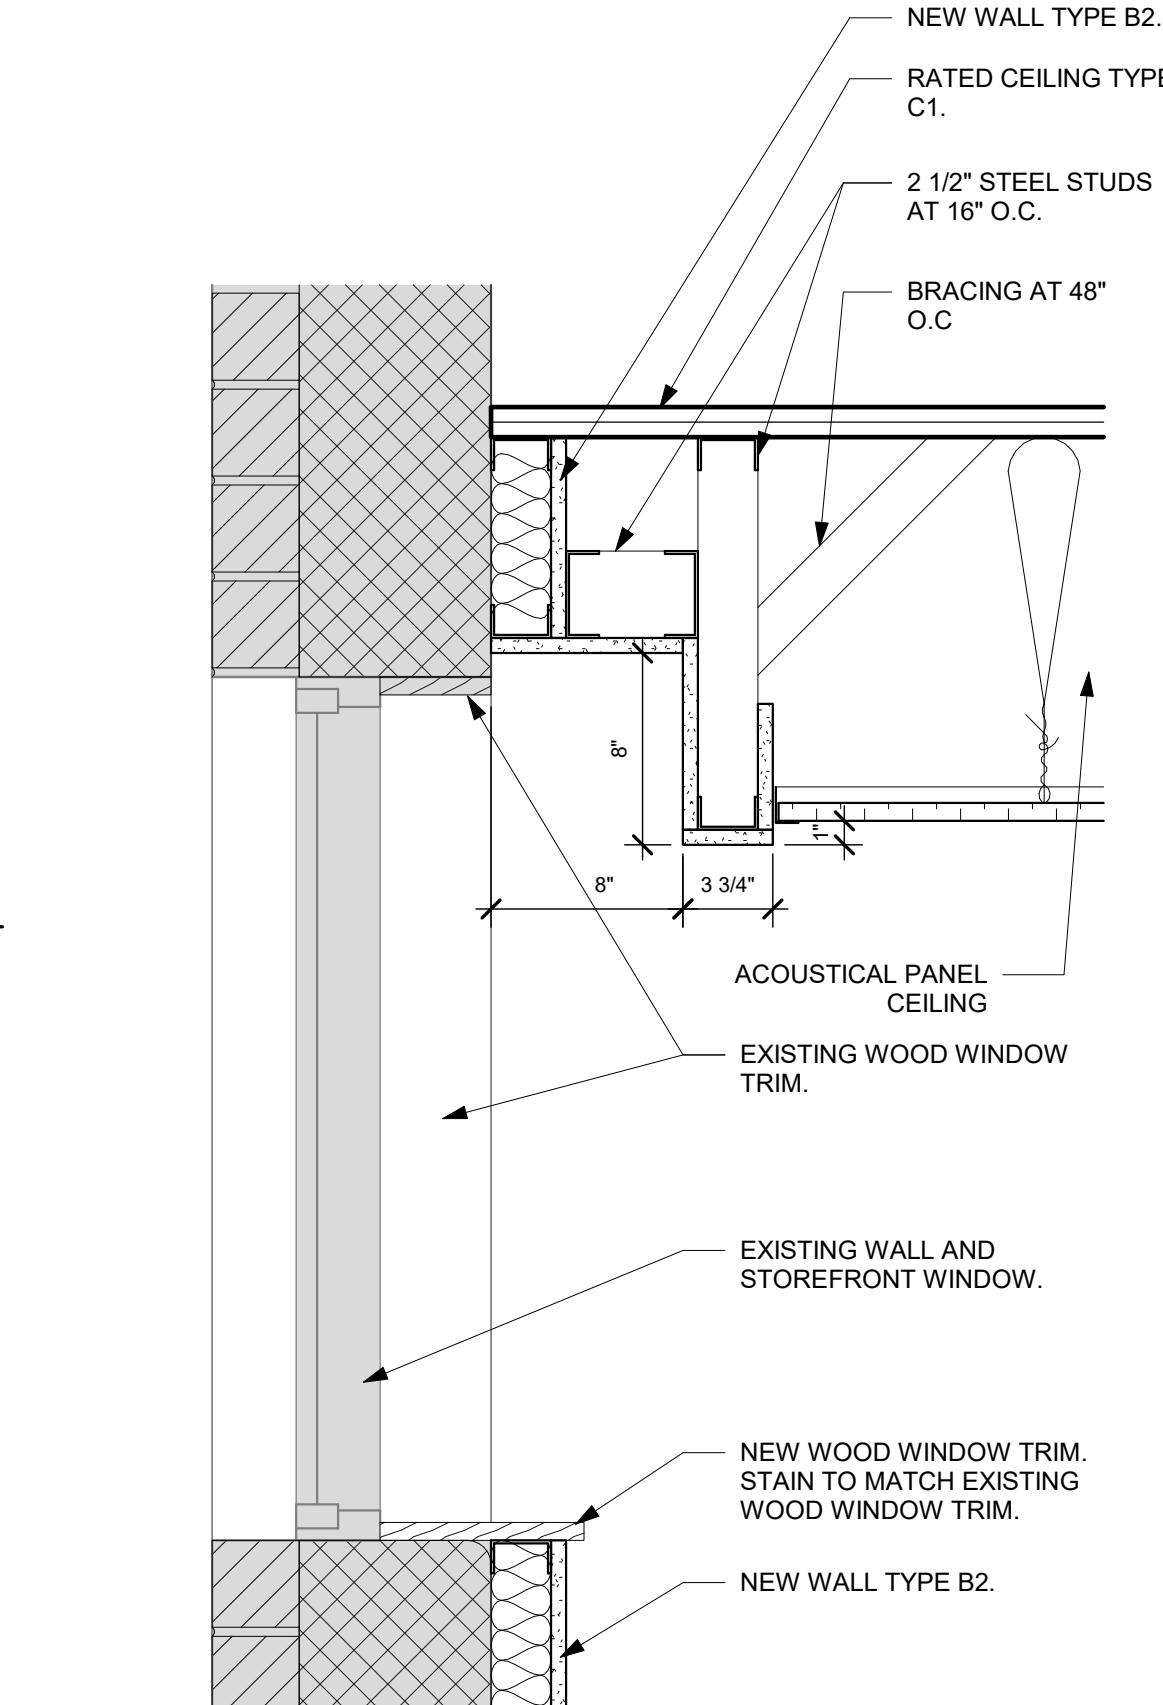 NEW WALL TYPE B2.
RATED CEILING TYPE
C1.
2 1/2" STEEL STUDS
AT 16" O.C.
BRACING AT 48"
O.C
8"
1"
8"
3 3/4"
ACOUSTICAL PANEL
CEILING
EXISTING WOOD WINDOW
TRIM.
EXISTING WALL AND
STOREFRONT WINDOW.
NEW WOOD WINDOW TRIM.
STAIN TO MATCH EXISTING
WOOD WINDOW TRIM.
NEW WALL TYPE B2.